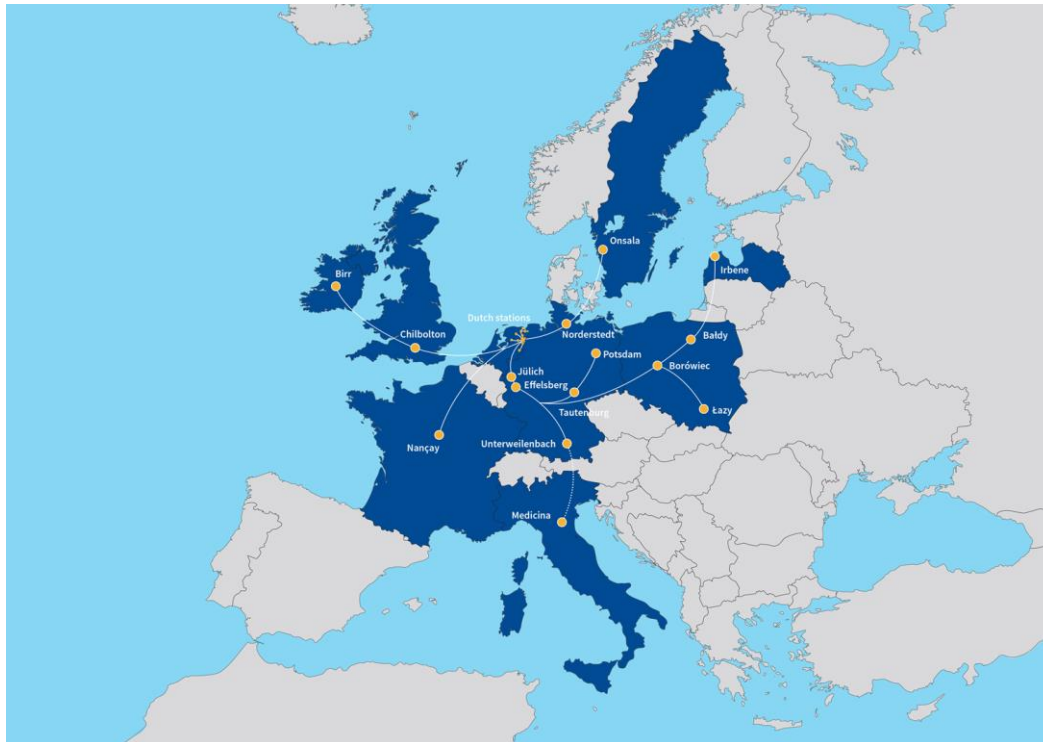 Onsala
Irbene
Birr
Dutch stations
Chilbolton
Norderstedt
Bałdy
Potsdam
Borówiec
Jülich
Effelsberg
Tautenburg
Łazy
Nançay
Unterweilenbach
Medicina